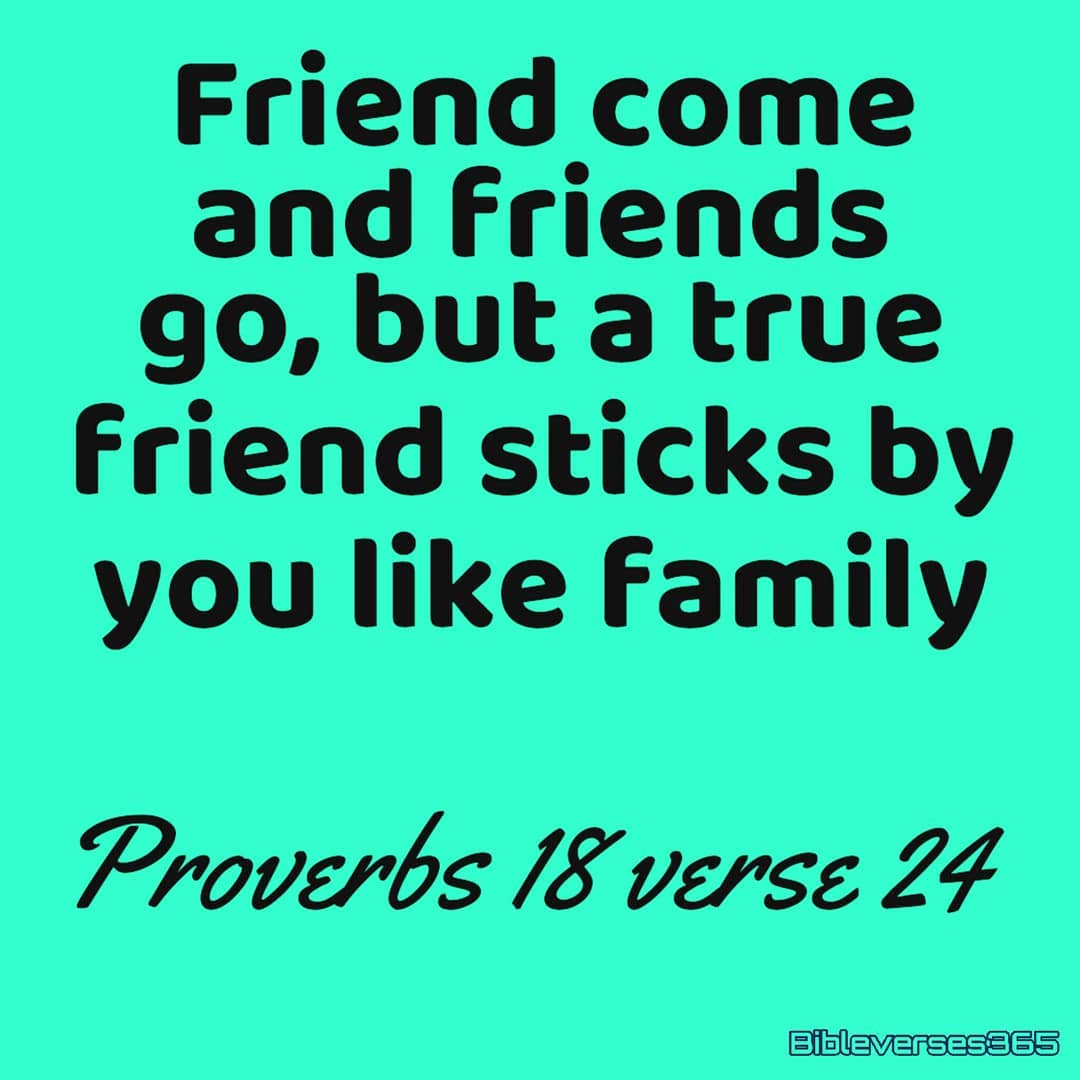 Friend come
and friends
go, but a true
friend sticks by
you like family
Proverbs 18 verse 24
Bibleverses365